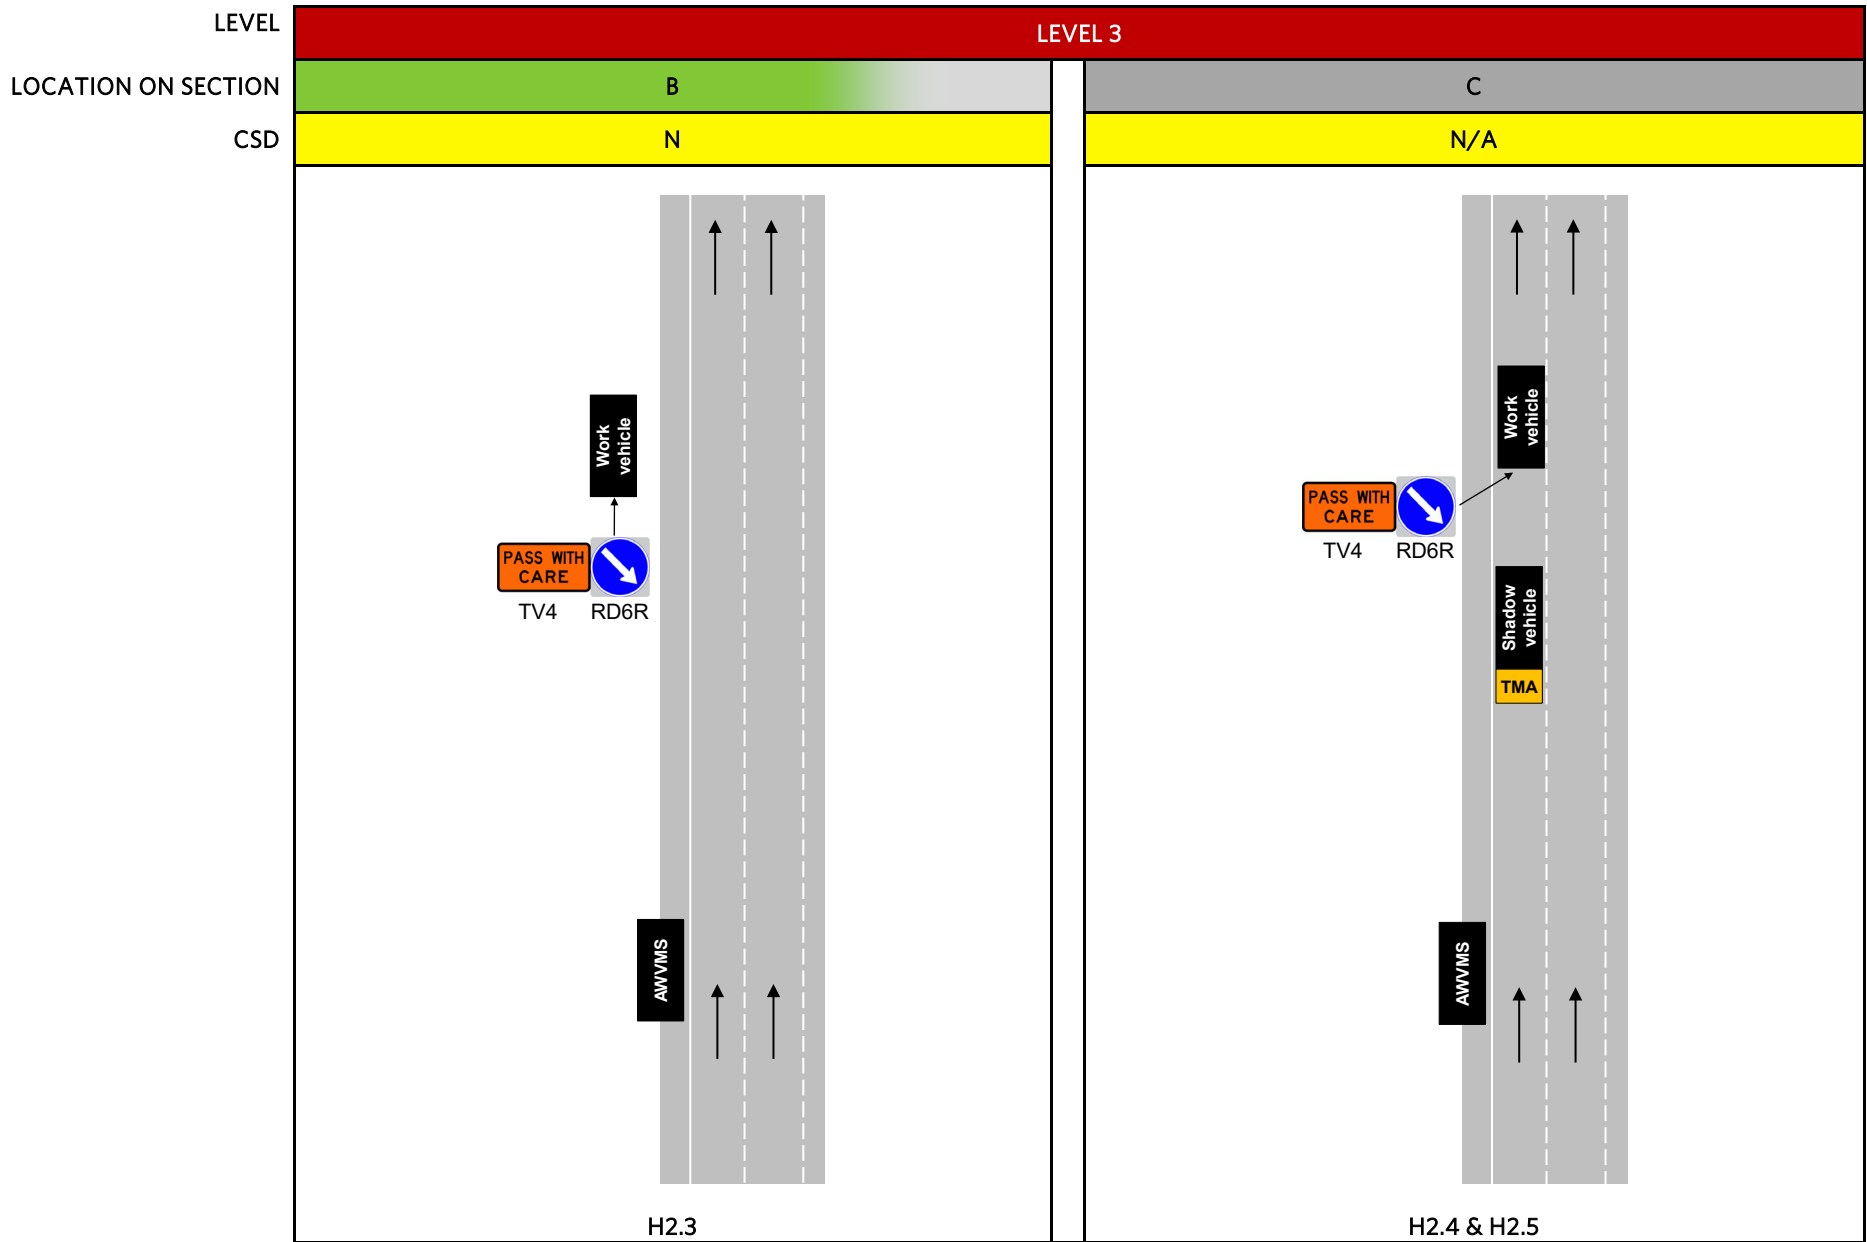 LEVEL
LEVEL 3
LOCATION ON SECTION
B
C
CSD
N
N/A
Work
vehicle
PASS WITH
CARE
TV4
RD6R
AWVMS
H2.3
Work
vehicle
PASS WITH
CARE
TV4
RD6R
Shadow
vehicle
TMA
AWVMS
H2.4 & H2.5